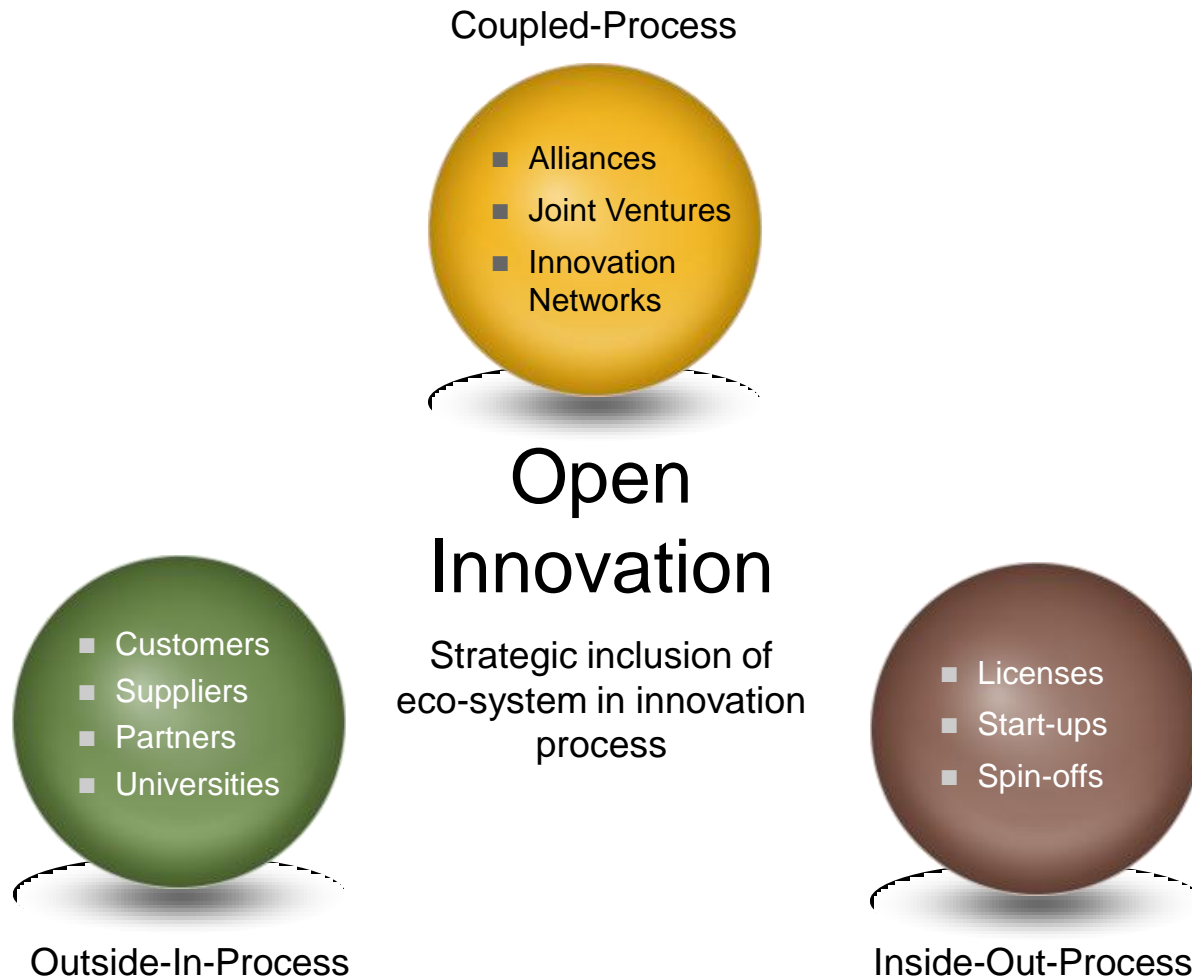 Coupled-Process
Alliances
Joint Ventures
Innovation
Networks
Open
Innovation
Strategic inclusion of
eco-system in innovation
process
Customers
Suppliers
Partners
Universities
Outside-In-Process
Licenses
Start-ups
Spin-offs
Inside-Out-Process